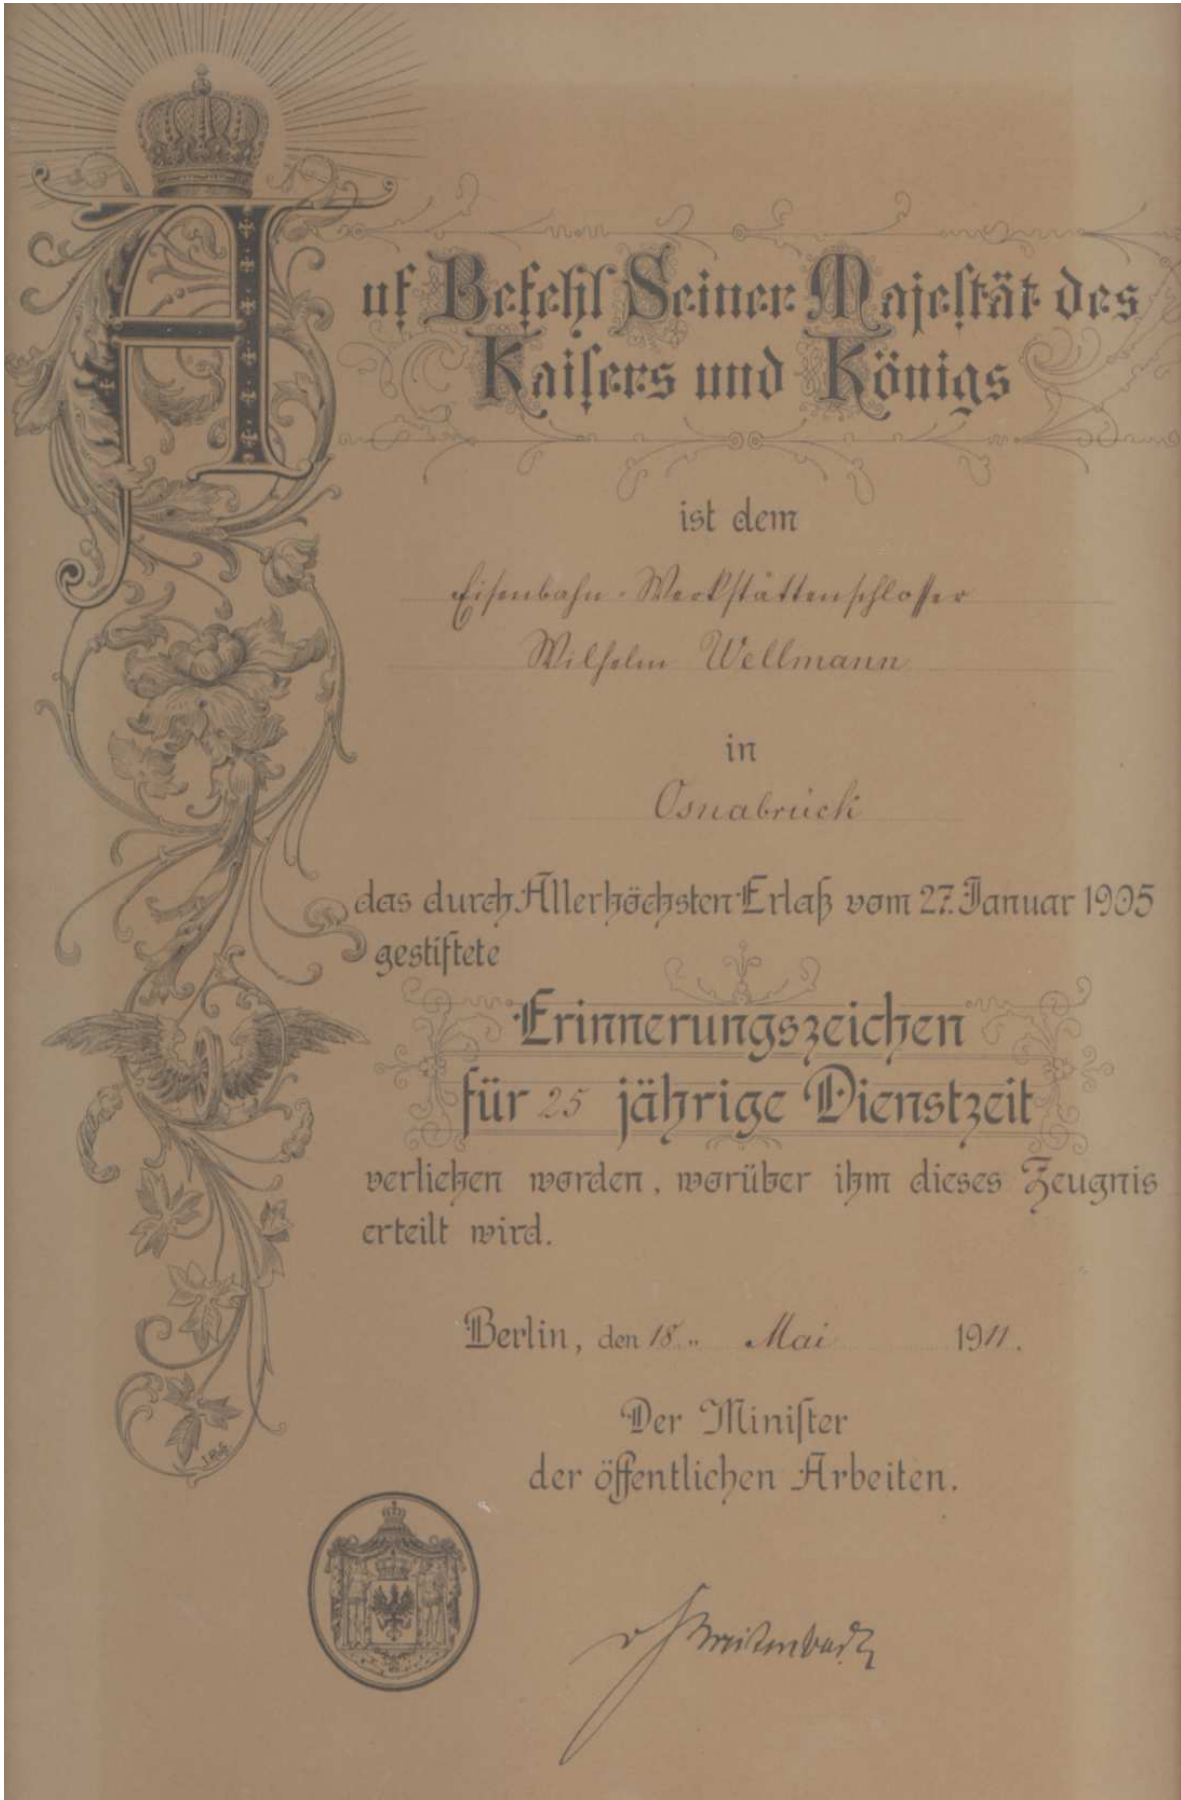 Auf Befehl Seiner Majestät des
Kaisers und Königs
ist dem
Eisenbahn-Werkstättenschlosser
Wilhelm Wellmann
in
Osnabrück
das durch Allerhöchsten Erlaß vom 27. Januar 1905
gestiftete
Erinnerungszeichen
für 25 jährige Dienstzeit
verliehen worden, worüber ihm dieses Zeugnis
erteilt wird.
Berlin, den 18. Mai 1911.
Der Minister
der öffentlichen Arbeiten.
v Breitenbach